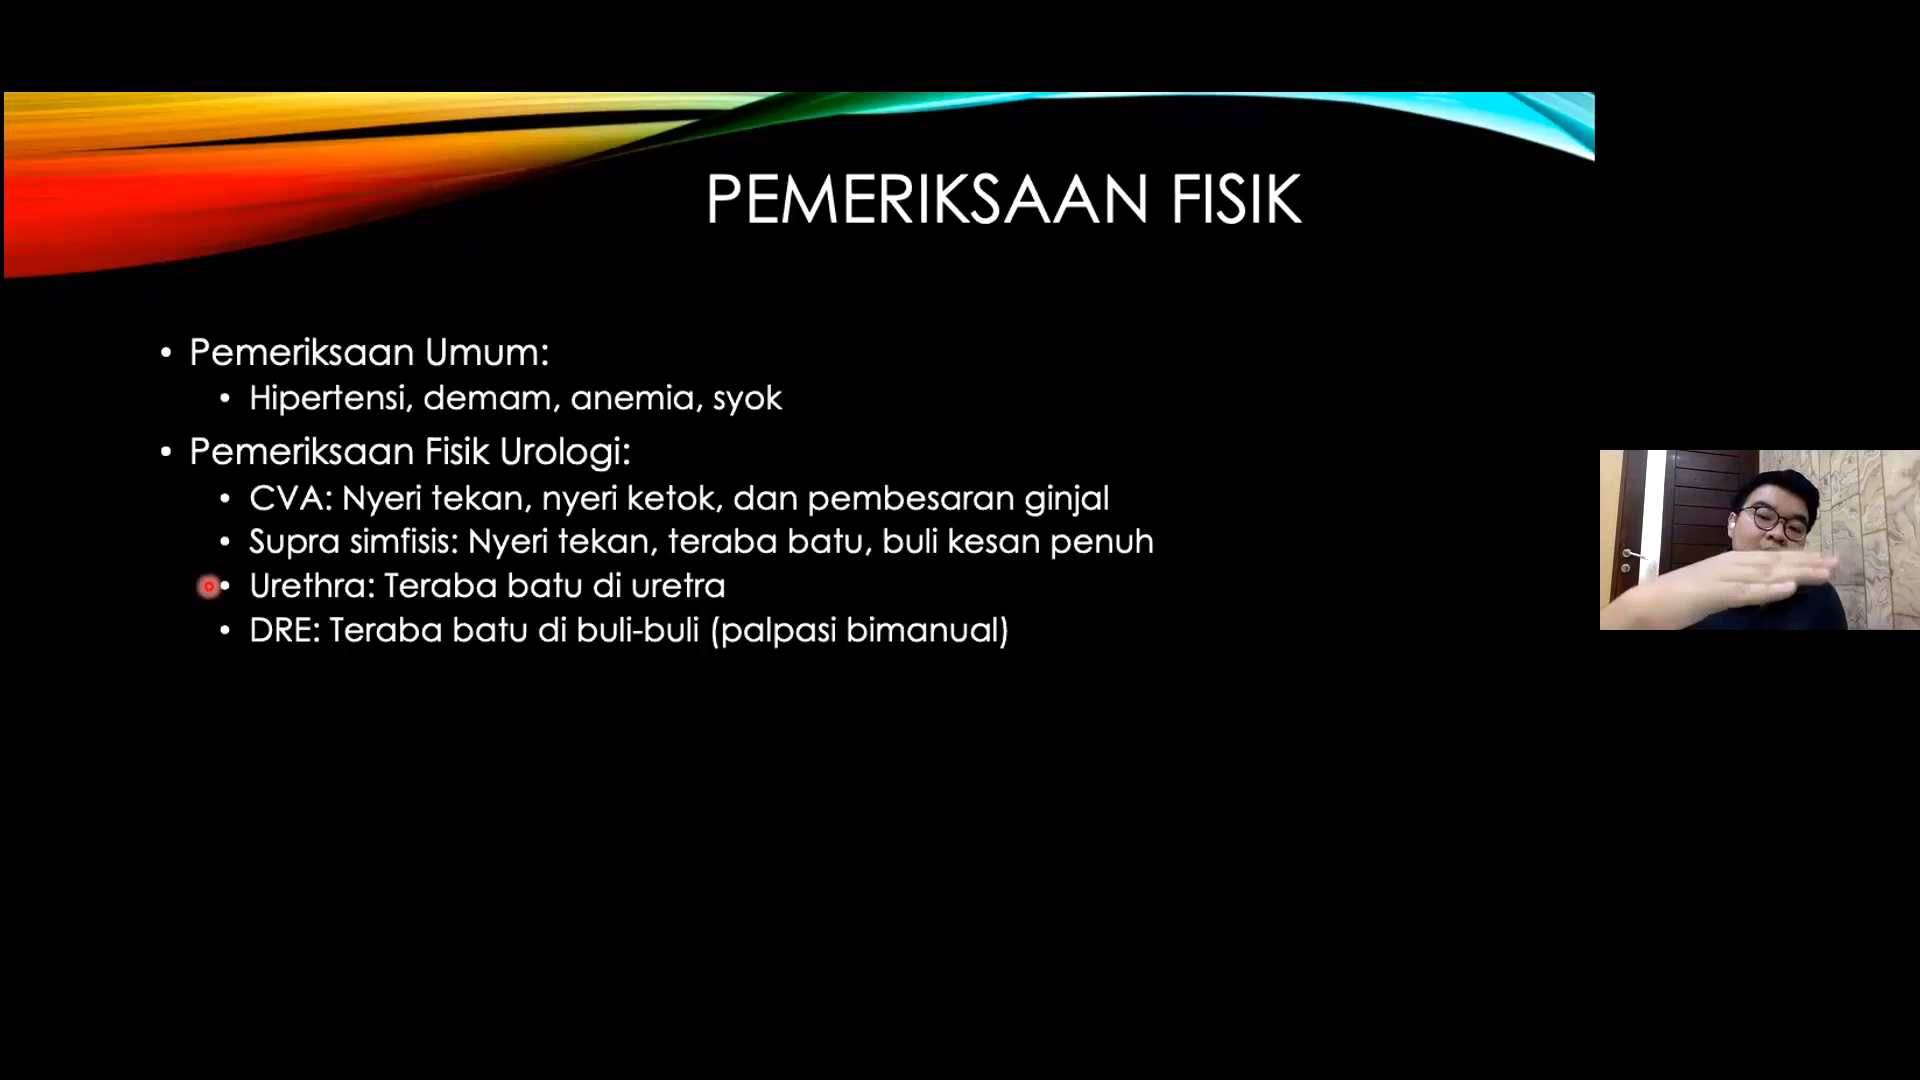 PEMERIKSAAN FISIK
• Pemeriksaan Umum:
• Hipertensi, demam, anemia, syok
• Pemeriksaan Fisik Urologi:
• CVA: Nyeri tekan, nyeri ketok, dan pembesaran ginjal
• Supra simfisis: Nyeri tekan, teraba batu, buli kesan penuh
• Urethra: Teraba batu di uretra
• DRE: Teraba batu di buli-buli (palpasi bimanual)